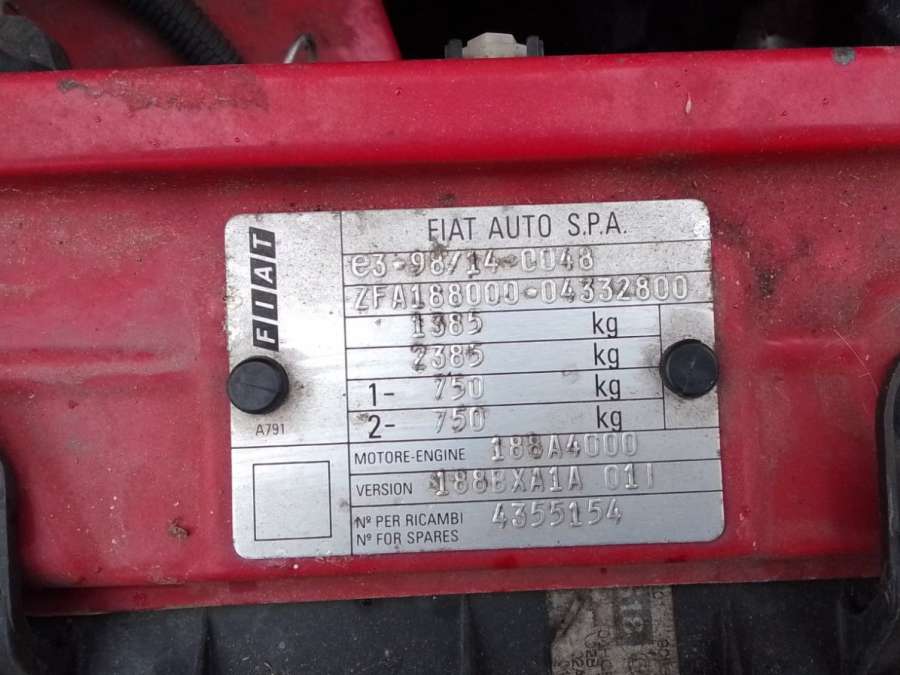 FIAT
FIAT AUTO S.P.A.
e3-98/14-0048
ZFA188000-04332800
1385 kg
2385 kg
1- 750 kg
2- 750 kg
A791
MOTORE-ENGINE 188A4000
VERSION 188BXA1A 01I
Nº PER RICAMBI
Nº FOR SPARES 4355154